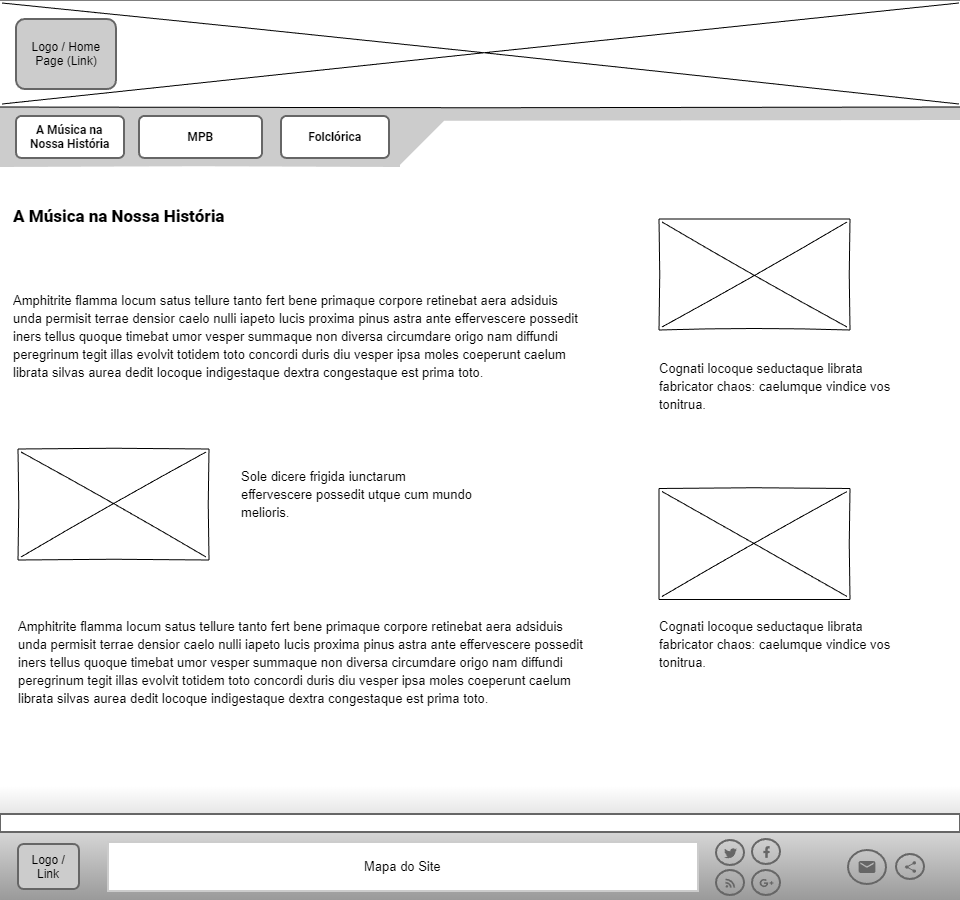 Logo / Home
Page (Link)
A Música na
Nossa História
MPB
Folclórica
A Música na Nossa História
Amphitrite flamma locum satus tellure tanto fert bene primaque corpore retinebat aera adsiduis
unda permisit terrae densior caelo nulli iapeto lucis proxima pinus astra ante effervescere possedit
iners tellus quoque timebat umor vesper summaque non diversa circumdare origo nam diffundi
peregrinum tegit illas evolvit totidem toto concordi duris diu vesper ipsa moles coeperunt caelum
librata silvas aurea dedit locoque indigestaque dextra congestaque est prima toto.
Sole dicere frigida iunctarum
effervescere possedit utque cum mundo
melioris.
Amphitrite flamma locum satus tellure tanto fert bene primaque corpore retinebat aera adsiduis
unda permisit terrae densior caelo nulli iapeto lucis proxima pinus astra ante effervescere possedit
iners tellus quoque timebat umor vesper summaque non diversa circumdare origo nam diffundi
peregrinum tegit illas evolvit totidem toto concordi duris diu vesper ipsa moles coeperunt caelum
librata silvas aurea dedit locoque indigestaque dextra congestaque est prima toto.
Cognati locoque seductaque librata
fabricator chaos: caelumque vindice vos
tonitrua.
Cognati locoque seductaque librata
fabricator chaos: caelumque vindice vos
tonitrua.
Logo /
Link
Mapa do Site
G+